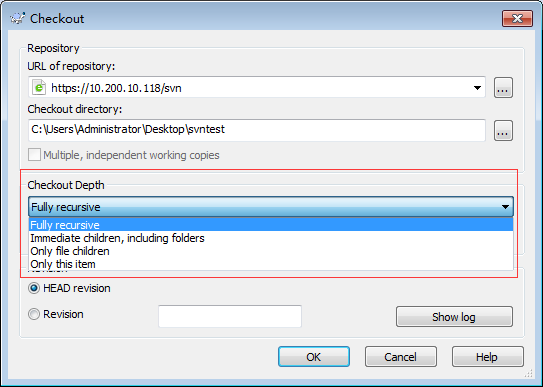 Checkout
Repository
URL of repository:
https://10.200.10.118/svn
...
Checkout directory:
C:\Users\Administrator\Desktop\svntest
...
Multiple, independent working copies
Checkout Depth
Fully recursive
Fully recursive
Immediate children, including folders
Only file children
Only this item
HEAD revision
Revision
Show log
OK
Cancel
Help